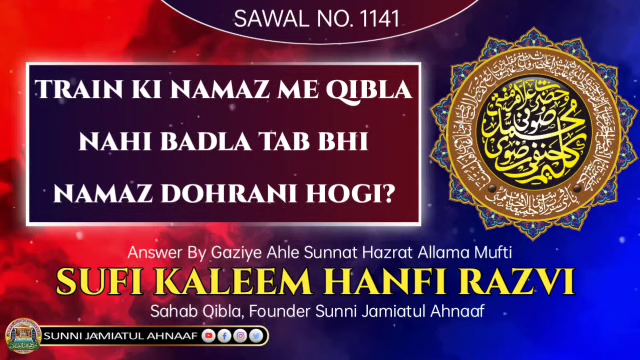 SAWAL NO. 1141
TRAIN KI NAMAZ ME QIBLA
NAHI BADLA TAB BHI
NAMAZ DOHRANI HOGI?
Answer By Gaziye Ahle Sunnat Hazrat Allama Mufti
SUFI KALEEM HANFI RAZVI
Sahab Qibla, Founder Sunni Jamiatul Ahnaaf
SUNNI JAMIATUL AHNAAF